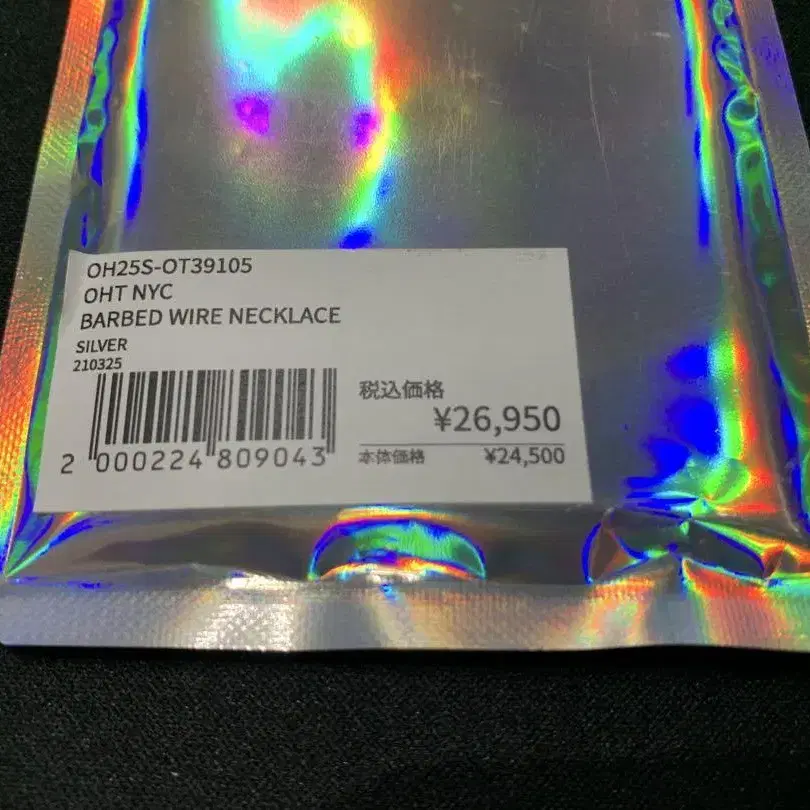 OH25S-OT39105
OHT NYC
BARBED WIRE NECKLACE
SILVER
210325
2 000224 809043
税込価格
¥26,950
本体価格 ¥24,500